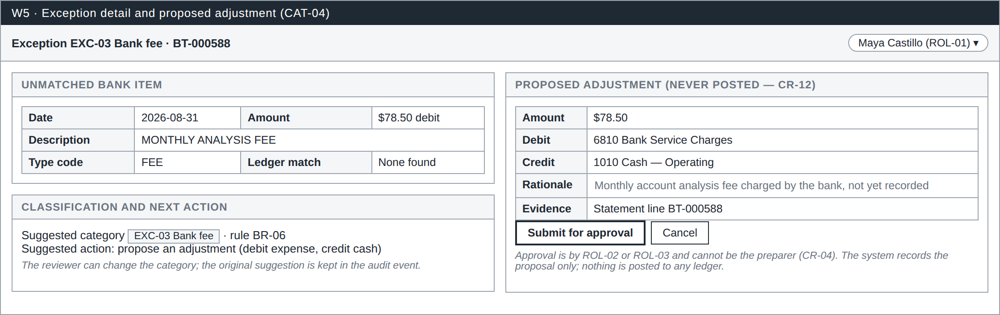 W5 · Exception detail and proposed adjustment (CAT-04)
Exception EXC-03 Bank fee · BT-000588
Maya Castillo (ROL-01) ▾
UNMATCHED BANK ITEM
Date 2026-08-31 Amount $78.50 debit
Description MONTHLY ANALYSIS FEE
Type code FEE Ledger match None found
CLASSIFICATION AND NEXT ACTION
Suggested category EXC-03 Bank fee · rule BR-06
Suggested action: propose an adjustment (debit expense, credit cash)
The reviewer can change the category; the original suggestion is kept in the audit event.
PROPOSED ADJUSTMENT (NEVER POSTED — CR-12)
Amount $78.50
Debit 6810 Bank Service Charges
Credit 1010 Cash — Operating
Rationale Monthly account analysis fee charged by the bank, not yet recorded
Evidence Statement line BT-000588
Submit for approval Cancel
Approval is by ROL-02 or ROL-03 and cannot be the preparer (CR-04). The system records the
proposal only; nothing is posted to any ledger.